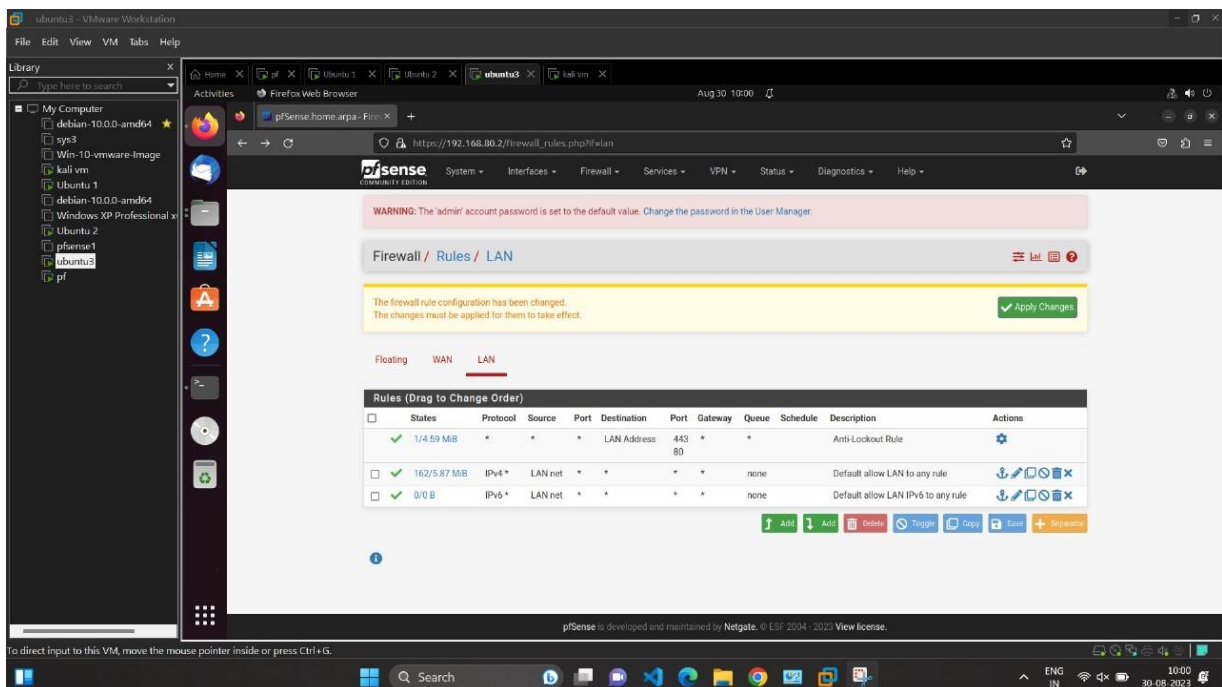 ubuntu3 - VMware Workstation
File Edit View VM Tabs Help
Library X
Type here to search
My Computer
debian-10.0.0-amd64
sys3
Win-10-vmware-Image
kali vm
Ubuntu 1
debian-10.0.0-amd64
Windows XP Professional x
Ubuntu 2
pfsense1
ubuntu3
pf
Home pf Ubuntu 1 Ubuntu 2 ubuntu3 kali vm
Activities Firefox Web Browser Aug 30 10:00
pfSense.home.arpa - Fire
https://192.168.80.2/firewall_rules.php?if=lan
pfsense System Interfaces Firewall Services VPN Status Diagnostics Help
COMMUNITY EDITION
WARNING: The 'admin' account password is set to the default value. Change the password in the User Manager.
Firewall / Rules / LAN
The firewall rule configuration has been changed.
The changes must be applied for them to take effect.
Apply Changes
Floating WAN LAN
Rules (Drag to Change Order)
States Protocol Source Port Destination Port Gateway Queue Schedule Description Actions
1/4.59 MiB * * * LAN Address 443 * * Anti-Lockout Rule
80
162/5.87 MiB IPv4 * LAN net * * * * none Default allow LAN to any rule
0/0 B IPv6 * LAN net * * * * none Default allow LAN IPv6 to any rule
Add Add Delete Toggle Copy Save Separator
pfSense is developed and maintained by Netgate. © ESF 2004 - 2023 View license.
To direct input to this VM, move the mouse pointer inside or press Ctrl+G.
Search
ENG 10:00
IN 30-08-2023